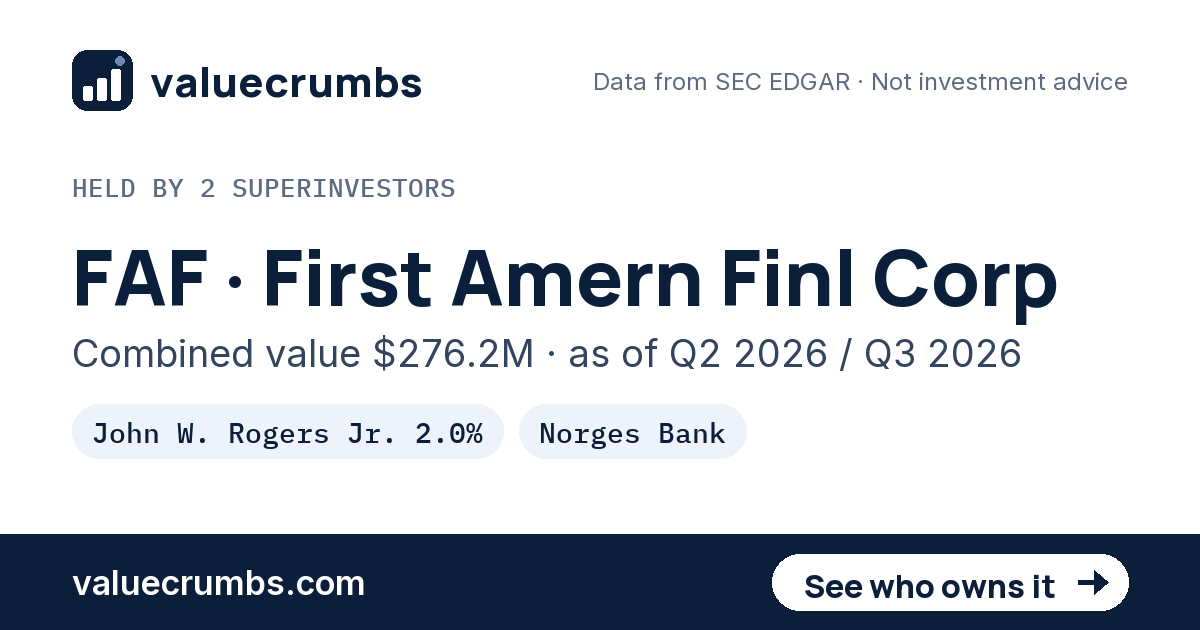 valuecrumbs
Data from SEC EDGAR · Not investment advice
HELD BY 2 SUPERINVESTORS
FAF · First Amern Finl Corp
Combined value $276.2M · as of Q2 2026 / Q3 2026
John W. Rogers Jr. 2.0%
Norges Bank
valuecrumbs.com
See who owns it →